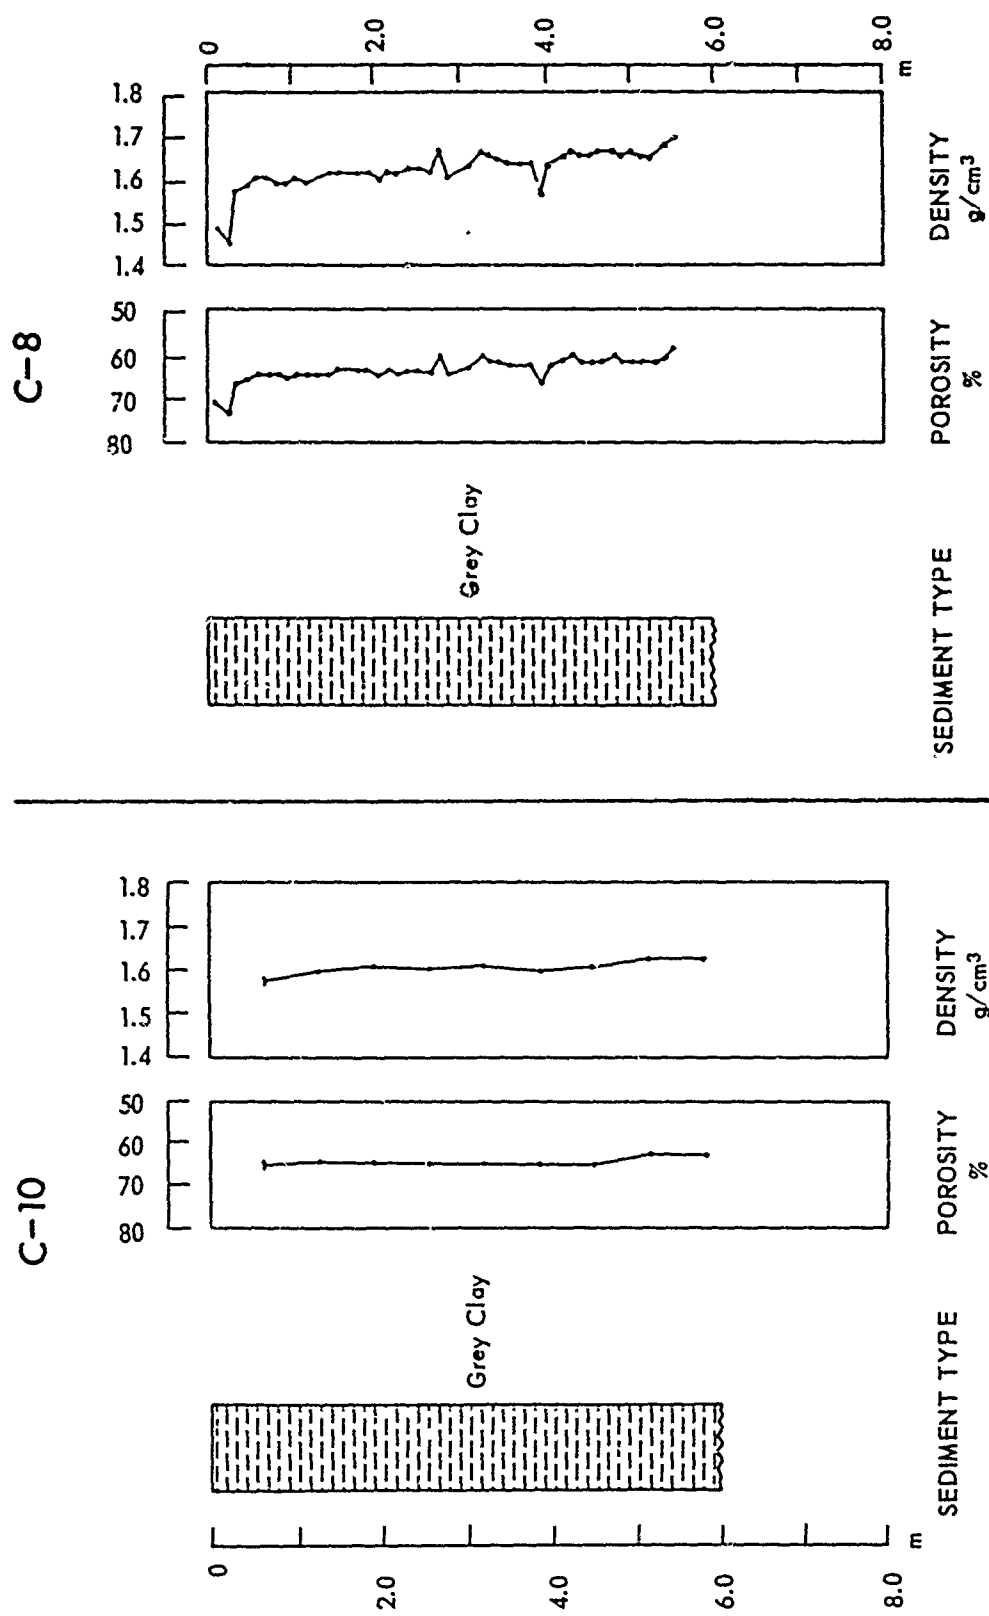 C-8
0
2.0
4.0
6.0
8.0
m
1.8
1.7
1.6
1.5
1.4
DENSITY
g/cm³
50
60
70
80
POROSITY
%
Grey Clay
SEDIMENT TYPE
C-10
1.8
1.7
1.6
1.5
1.4
DENSITY
g/cm³
50
60
70
80
POROSITY
%
Grey Clay
SEDIMENT TYPE
0
2.0
4.0
6.0
8.0
m